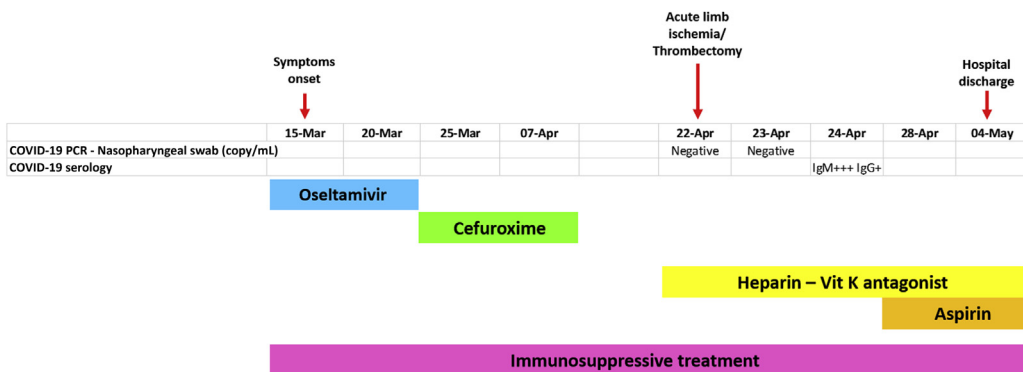 Acute limb
ischemia/
Thrombectomy
Symptoms
onset
Hospital
discharge
15-Mar 20-Mar 25-Mar 07-Apr 22-Apr 23-Apr 24-Apr 28-Apr 04-May
COVID-19 PCR - Nasopharyngeal swab (copy/mL) Negative Negative
COVID-19 serology IgM+++ IgG+
Oseltamivir
Cefuroxime
Heparin – Vit K antagonist
Aspirin
Immunosuppressive treatment